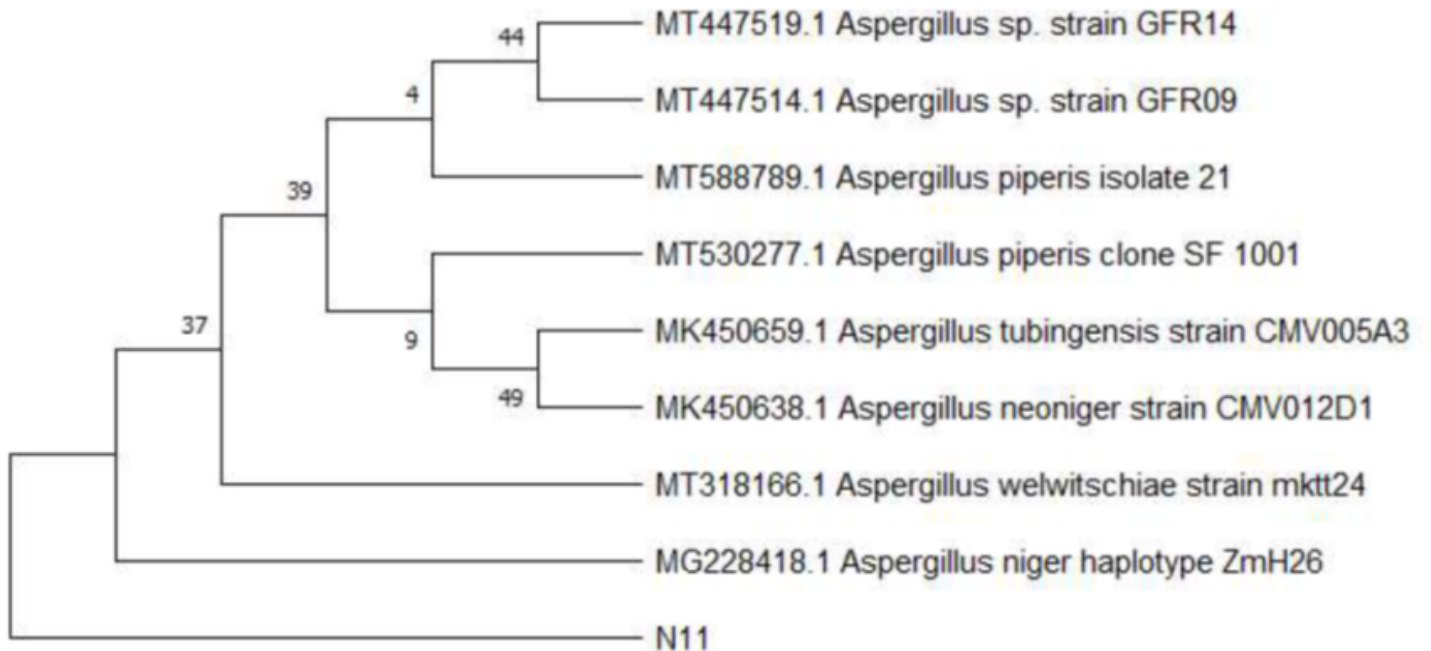 44
MT447519.1 Aspergillus sp. strain GFR14
4
MT447514.1 Aspergillus sp. strain GFR09
39
MT588789.1 Aspergillus piperis isolate 21
MT530277.1 Aspergillus piperis clone SF 1001
37
MK450659.1 Aspergillus tubingensis strain CMV005A3
9
49
MK450638.1 Aspergillus neoniger strain CMV012D1
MT318166.1 Aspergillus welwitschiae strain mktt24
MG228418.1 Aspergillus niger haplotype ZmH26
N11